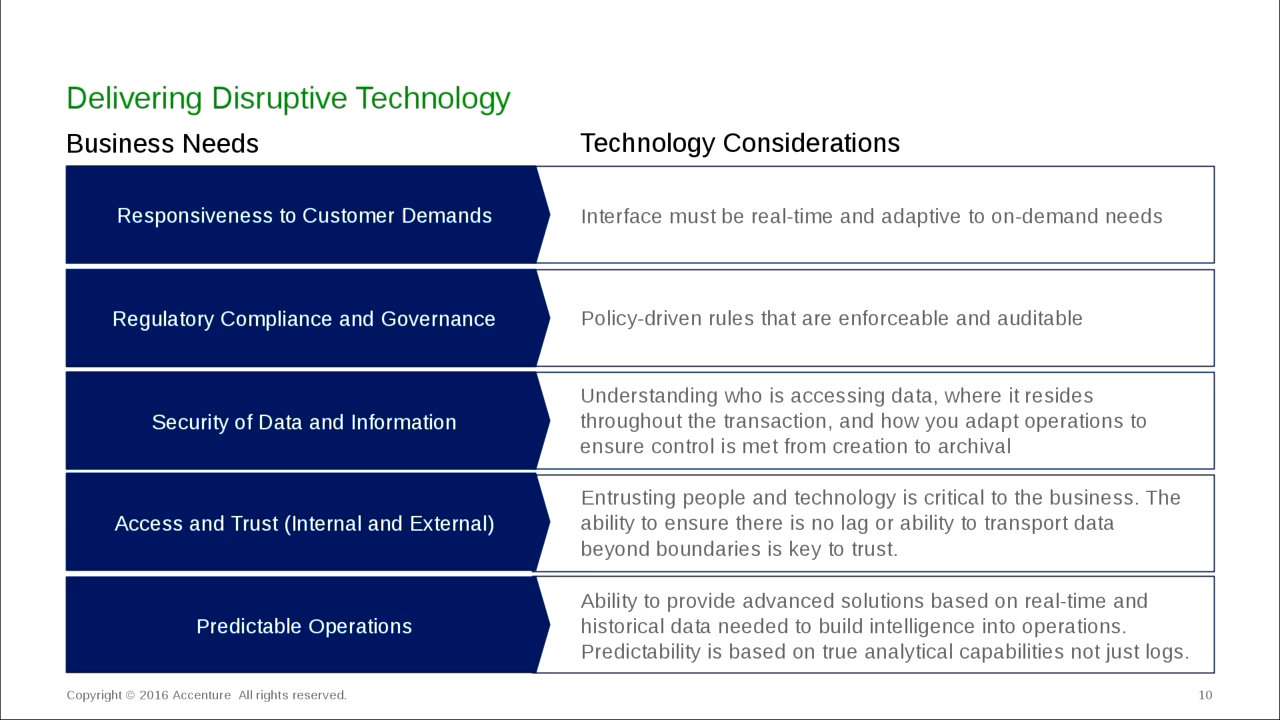 Delivering Disruptive Technology
Business Needs
Technology Considerations
Responsiveness to Customer Demands
Interface must be real-time and adaptive to on-demand needs
Regulatory Compliance and Governance
Policy-driven rules that are enforceable and auditable
Security of Data and Information
Understanding who is accessing data, where it resides
throughout the transaction, and how you adapt operations to
ensure control is met from creation to archival
Access and Trust (Internal and External)
Entrusting people and technology is critical to the business. The
ability to ensure there is no lag or ability to transport data
beyond boundaries is key to trust.
Predictable Operations
Ability to provide advanced solutions based on real-time and
historical data needed to build intelligence into operations.
Predictability is based on true analytical capabilities not just logs.
Copyright © 2016 Accenture  All rights reserved.
10